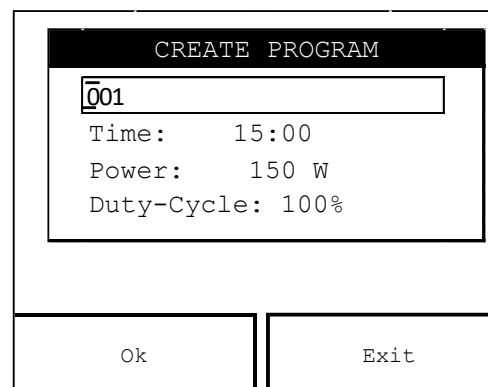 CREATE PROGRAM
001
Time: 15:00
Power: 150 W
Duty-Cycle: 100%
Ok
Exit